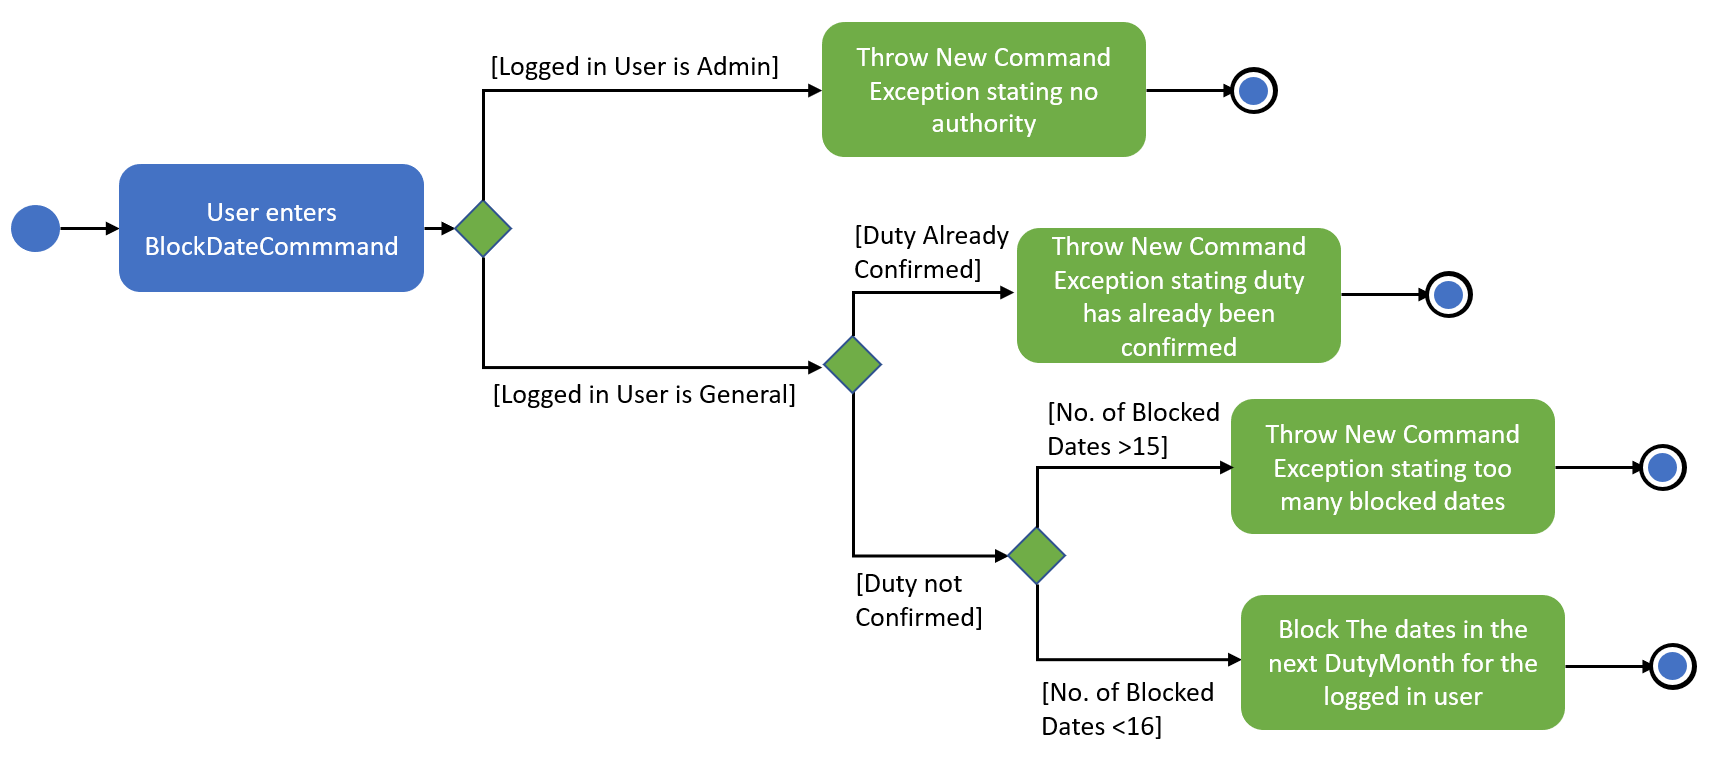 [Logged in User is Admin]
Throw New Command
Exception stating no
authority
User enters
BlockDateCommmand
[Logged in User is General]
[Duty Already
Confirmed]
Throw New Command
Exception stating duty
has already been
confirmed
[Duty not
Confirmed]
[No. of Blocked
Dates >15]
Throw New Command
Exception stating too
many blocked dates
[No. of Blocked
Dates <16]
Block The dates in the
next DutyMonth for the
logged in user